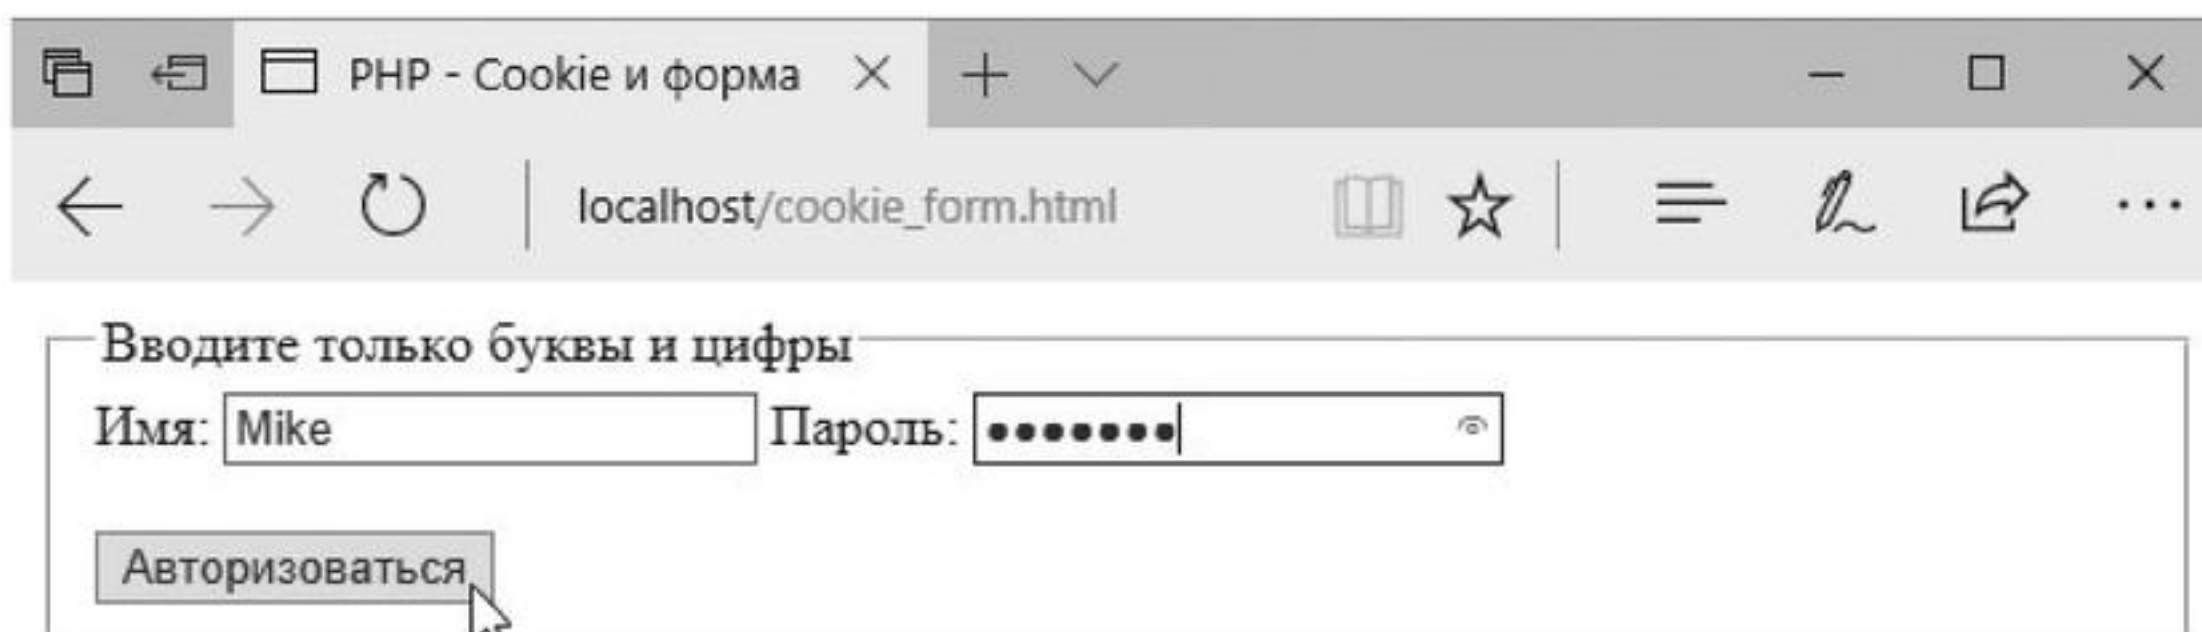 PHP - Cookie и форма
localhost/cookie_form.html
Вводите только буквы и цифры
Имя: Mike Пароль: •••••••
Авторизоваться